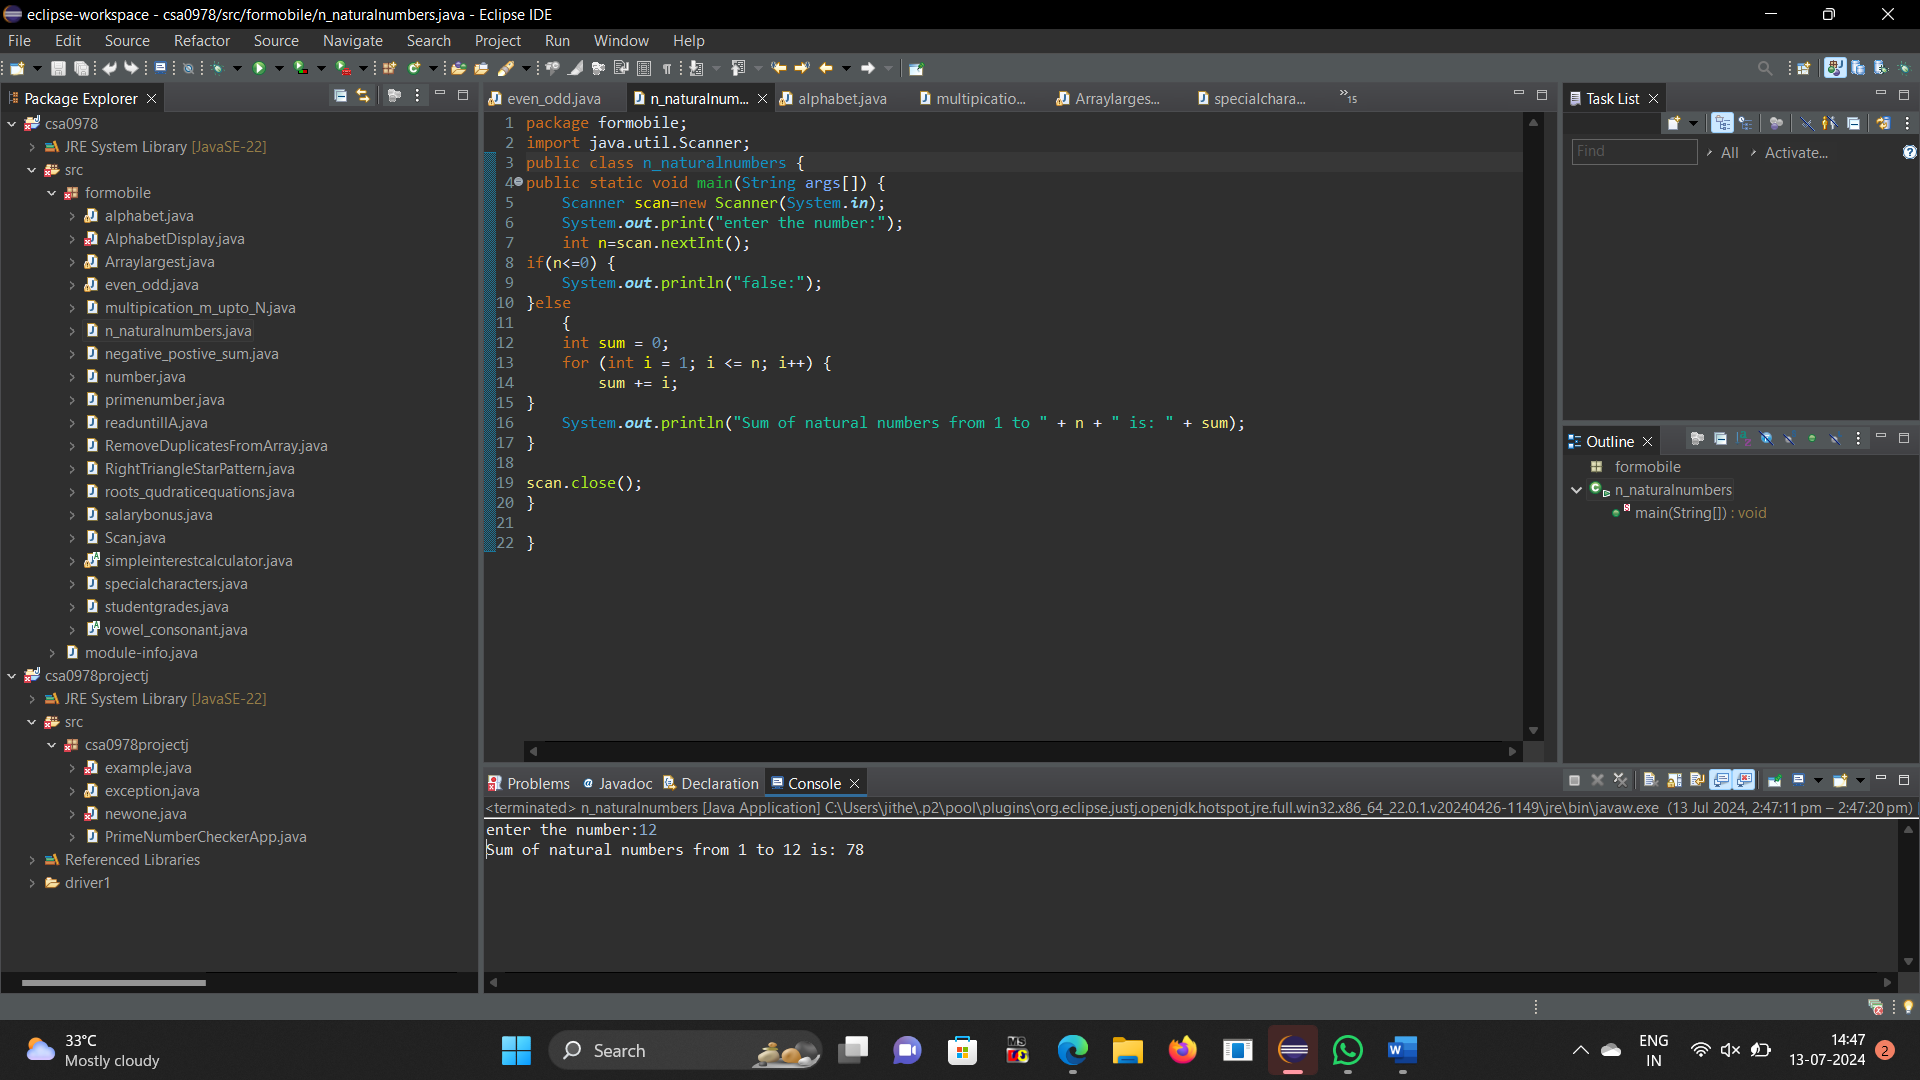 eclipse-workspace - csa0978/src/formobile/n_naturalnumbers.java - Eclipse IDE
File Edit Source Refactor Source Navigate Search Project Run Window Help
Package Explorer
csa0978
JRE System Library [JavaSE-22]
src
formobile
alphabet.java
AlphabetDisplay.java
Arraylargest.java
even_odd.java
multipication_m_upto_N.java
n_naturalnumbers.java
negative_postive_sum.java
number.java
primenumber.java
readuntillA.java
RemoveDuplicatesFromArray.java
RightTriangleStarPattern.java
roots_qudraticequations.java
salarybonus.java
Scan.java
simpleinterestcalculator.java
specialcharacters.java
studentgrades.java
vowel_consonant.java
module-info.java
csa0978projectj
JRE System Library [JavaSE-22]
src
csa0978projectj
example.java
exception.java
newone.java
PrimeNumberCheckerApp.java
Referenced Libraries
driver1
even_odd.java n_naturalnum... alphabet.java multipicatio... Arraylarges... specialchara... »15
1 package formobile;
2 import java.util.Scanner;
3 public class n_naturalnumbers {
4 public static void main(String args[]) {
5 Scanner scan=new Scanner(System.in);
6 System.out.print("enter the number:");
7 int n=scan.nextInt();
8 if(n<=0) {
9 System.out.println("false:");
10 }else
11 {
12 int sum = 0;
13 for (int i = 1; i <= n; i++) {
14 sum += i;
15 }
16 System.out.println("Sum of natural numbers from 1 to " + n + " is: " + sum);
17 }
18
19 scan.close();
20 }
21
22 }
Task List
Find All Activate...
Outline
formobile
n_naturalnumbers
main(String[]) : void
Problems @ Javadoc Declaration Console
<terminated> n_naturalnumbers [Java Application] C:\Users\jithe\.p2\pool\plugins\org.eclipse.justj.openjdk.hotspot.jre.full.win32.x86_64_22.0.1.v20240426-1149\jre\bin\javaw.exe (13 Jul 2024, 2:47:11 pm – 2:47:20 pm)
enter the number:12
Sum of natural numbers from 1 to 12 is: 78
33°C
Mostly cloudy
Search
ENG
IN
14:47
13-07-2024
2